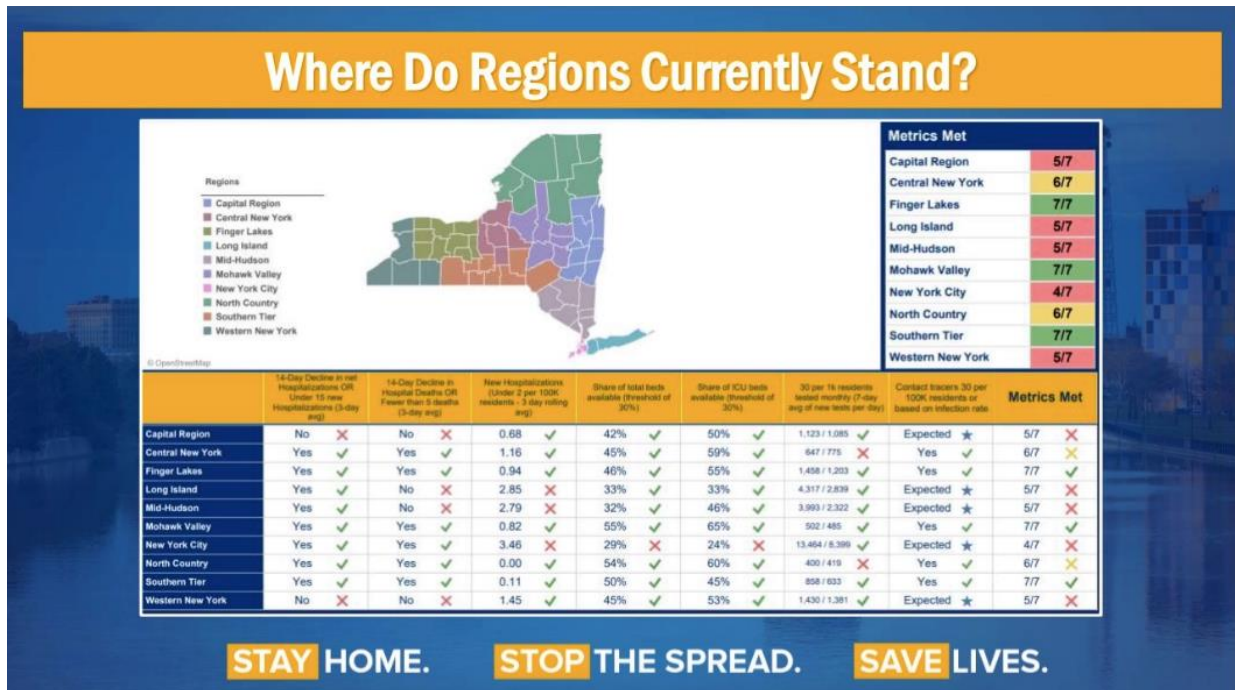 Where Do Regions Currently Stand?
Regions
Capital Region
Central New York
Finger Lakes
Long Island
Mid-Hudson
Mohawk Valley
New York City
North Country
Southern Tier
Western New York
© OpenStreetMap
Metrics Met
Capital Region 5/7
Central New York 6/7
Finger Lakes 7/7
Long Island 5/7
Mid-Hudson 5/7
Mohawk Valley 7/7
New York City 4/7
North Country 6/7
Southern Tier 7/7
Western New York 5/7
14-Day Decline in net
Hospitalizations OR
Under 15 new
Hospitalizations (3-day
avg)
14-Day Decline in
Hospital Deaths OR
Fewer than 5 deaths
(3-day avg)
New Hospitalizations
(Under 2 per 100K
residents - 3 day rolling
avg)
Share of total beds
available (threshold of
30%)
Share of ICU beds
available (threshold of
30%)
30 per 1k residents
tested monthly (7-day
avg of new tests per day)
Contact tracers 30 per
100K residents or
based on infection rate
Metrics Met
Capital Region No No 0.68 42% 50% 1,123 / 1,085 Expected 5/7
Central New York Yes Yes 1.16 45% 59% 647 / 775 Yes 6/7
Finger Lakes Yes Yes 0.94 46% 55% 1,458 / 1,203 Yes 7/7
Long Island Yes No 2.85 33% 33% 4,317 / 2,839 Expected 5/7
Mid-Hudson Yes No 2.79 32% 46% 3,993 / 2,322 Expected 5/7
Mohawk Valley Yes Yes 0.82 55% 65% 502 / 485 Yes 7/7
New York City Yes Yes 3.46 29% 24% 13,464 / Expected 4/7
North Country Yes Yes 0.00 54% 60% 400 / 419 Yes 6/7
Southern Tier Yes Yes 0.11 50% 45% 858 / 633 Yes 7/7
Western New York No No 1.45 45% 53% 1,430 / 1,381 Expected 5/7
STAY HOME. STOP THE SPREAD. SAVE LIVES.